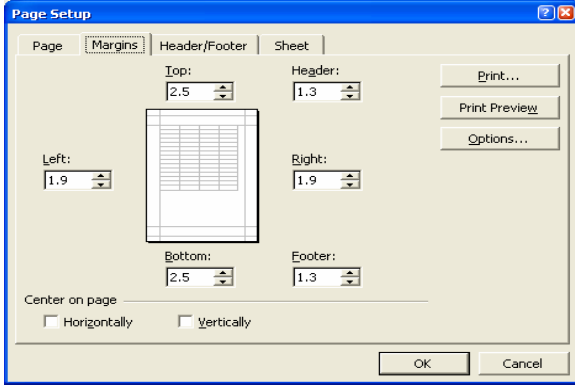 Page Setup
Page Margins Header/Footer Sheet
Top: Header:
2.5 1.3
Print...
Print Preview
Options...
Left: Right:
1.9 1.9
Bottom: Footer:
2.5 1.3
Center on page
Horizontally Vertically
OK Cancel